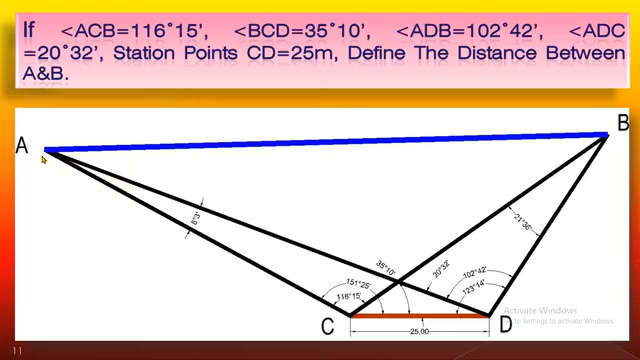 If <ACB=116°15’, <BCD=35°10’, <ADB=102°42’, <ADC
=20°32’, Station Points CD=25m, Define The Distance Between
A&B.
A
B
8°3'
21°36'
35°10'
20°32'
151°25'
102°42'
116°15'
123°14'
C
D
25.00
Activate Windows
to Settings to activate Windows.
11